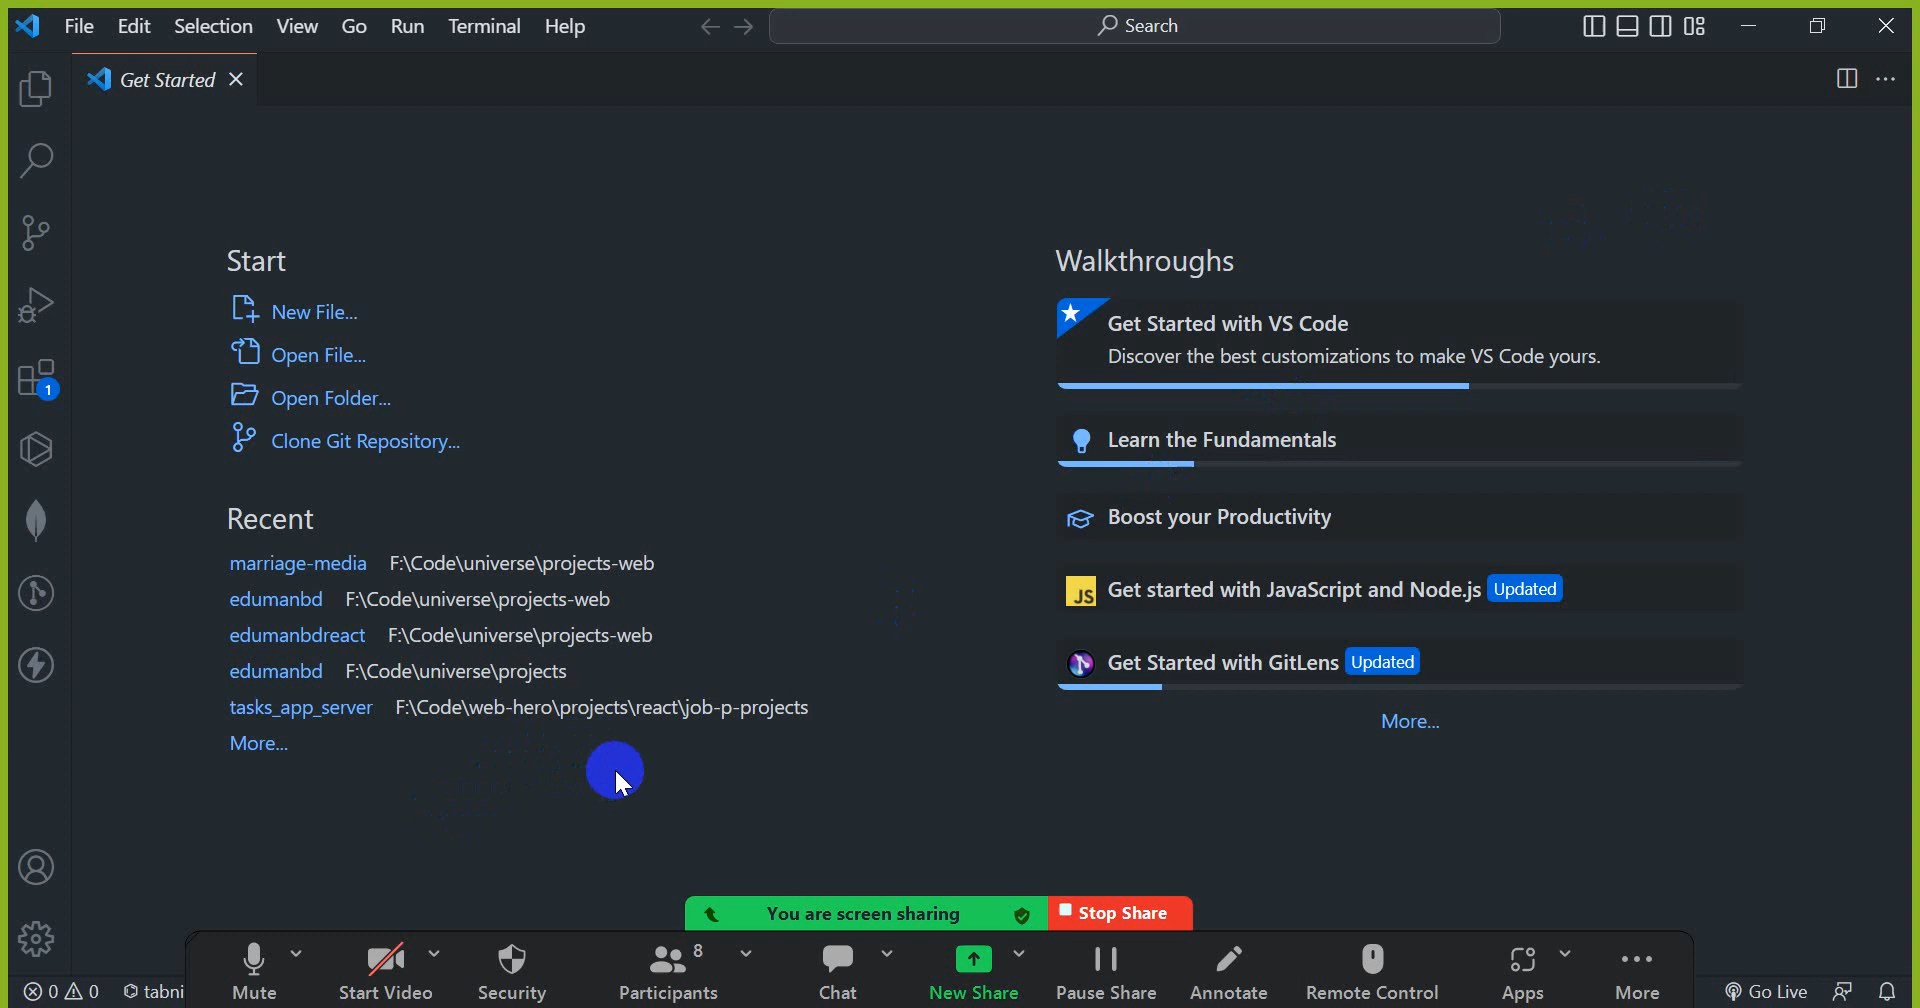 File Edit Selection View Go Run Terminal Help Search
Get Started
Start
New File...
Open File...
Open Folder...
Clone Git Repository...
Recent
marriage-media F:\Code\universe\projects-web
edumanbd F:\Code\universe\projects-web
edumanbdreact F:\Code\universe\projects-web
edumanbd F:\Code\universe\projects
tasks_app_server F:\Code\web-hero\projects\react\job-p-projects
More...
Walkthroughs
Get Started with VS Code
Discover the best customizations to make VS Code yours.
Learn the Fundamentals
Boost your Productivity
JS Get started with JavaScript and Node.js Updated
Get Started with GitLens Updated
More...
1
You are screen sharing Stop Share
8
Mute Start Video Security Participants Chat New Share Pause Share Annotate Remote Control Apps More
0 0 tabni Go Live